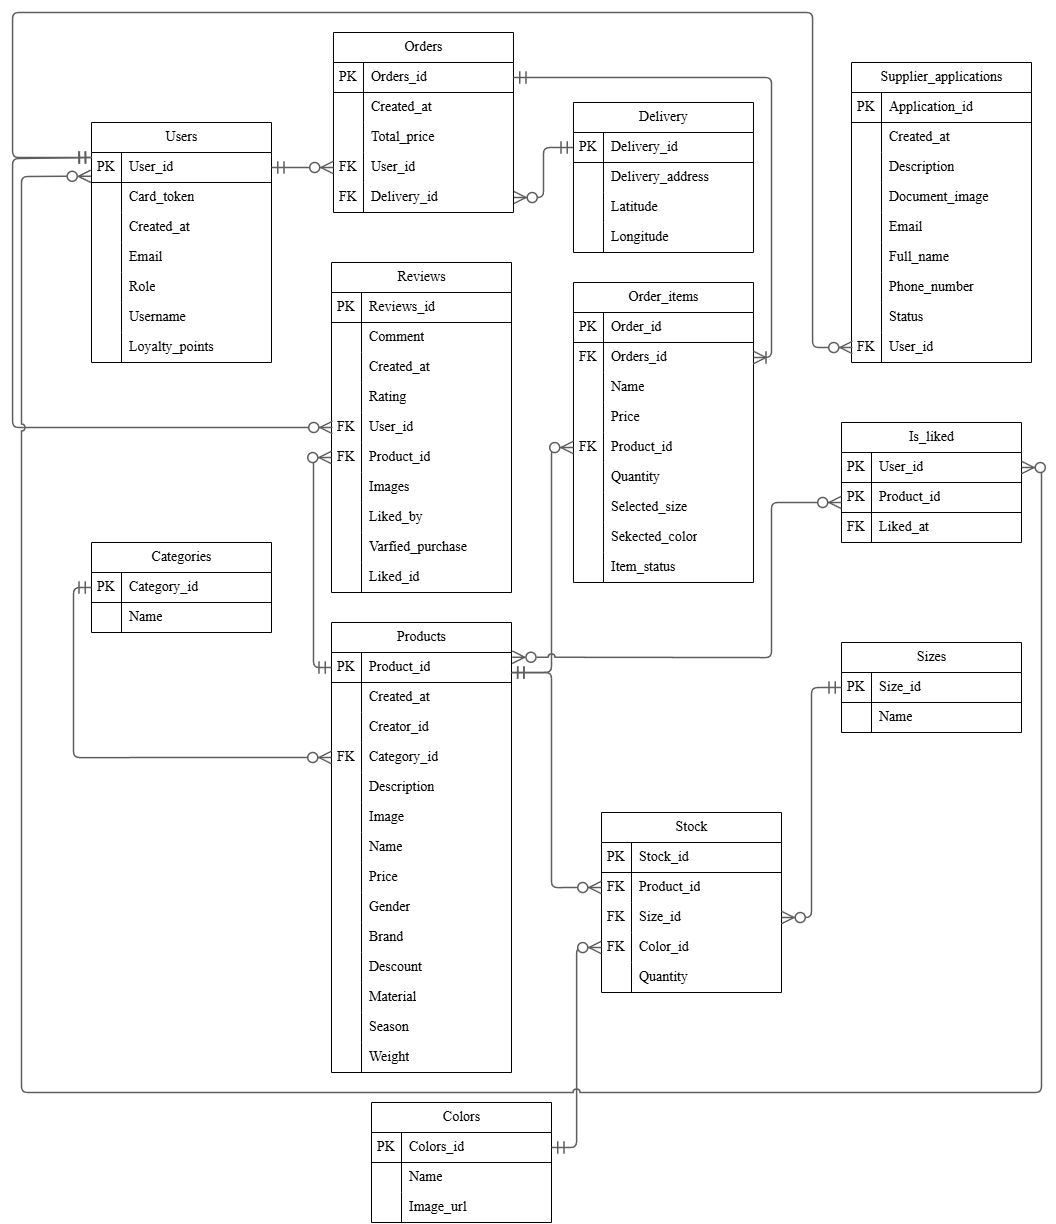 Users
PK User_id
Card_token
Created_at
Email
Role
Username
Loyalty_points
Orders
PK Orders_id
Created_at
Total_price
FK User_id
FK Delivery_id
Delivery
PK Delivery_id
Delivery_address
Latitude
Longitude
Supplier_applications
PK Application_id
Created_at
Description
Document_image
Email
Full_name
Phone_number
Status
FK User_id
Reviews
PK Reviews_id
Comment
Created_at
Rating
FK User_id
FK Product_id
Images
Liked_by
Varfied_purchase
Liked_id
Order_items
PK Order_id
FK Orders_id
Name
Price
FK Product_id
Quantity
Selected_size
Sekected_color
Item_status
Is_liked
PK User_id
PK Product_id
FK Liked_at
Categories
PK Category_id
Name
Products
PK Product_id
Created_at
Creator_id
FK Category_id
Description
Image
Name
Price
Gender
Brand
Descount
Material
Season
Weight
Sizes
PK Size_id
Name
Stock
PK Stock_id
FK Product_id
FK Size_id
FK Color_id
Quantity
Colors
PK Colors_id
Name
Image_url